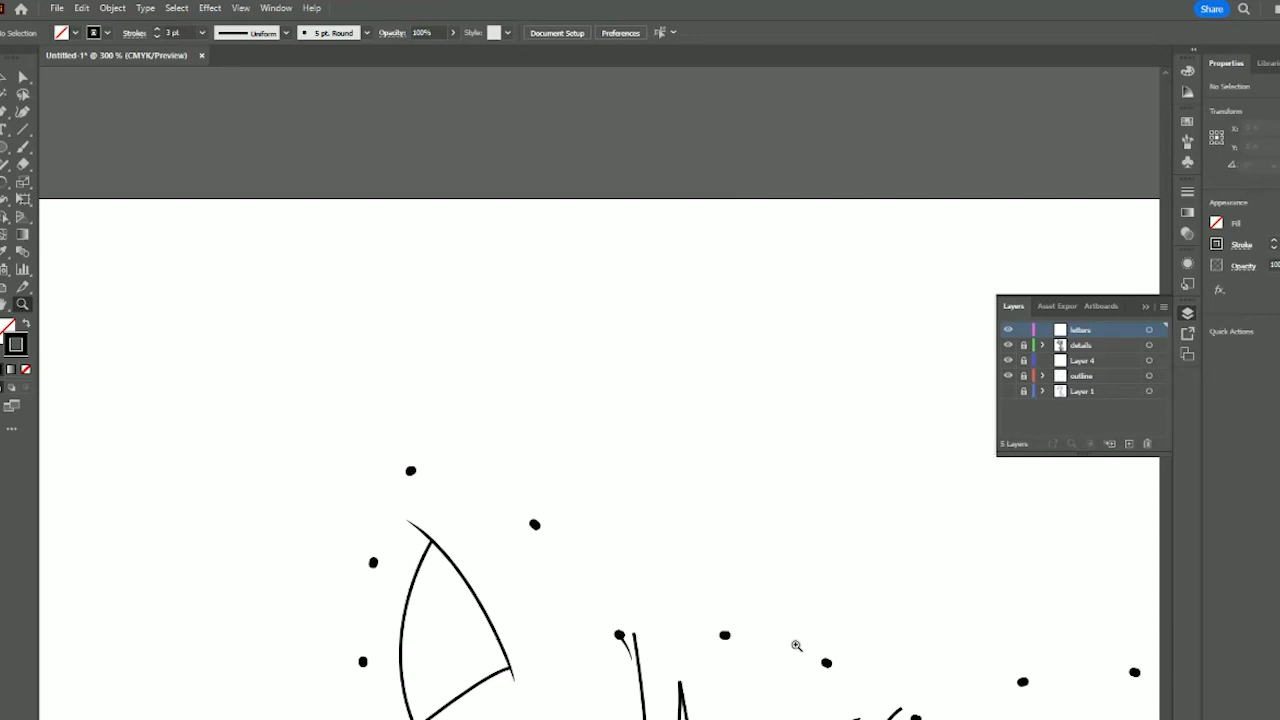 File Edit Object Type Select Effect View Window Help
Share
No Selection
Stroke: 3 pt. Uniform 5 pt. Round Opacity: 100% Style: Document Setup Preferences
Untitled-1* @ 300 % (CMYK/Preview) ×
Properties
No Selection
Transform
X:
Y:
Appearance
Fill
Stroke
Opacity
fx.
Quick Actions
Layers Artboards
letters
details
Layer 4
outline
Layer 1
5 Layers